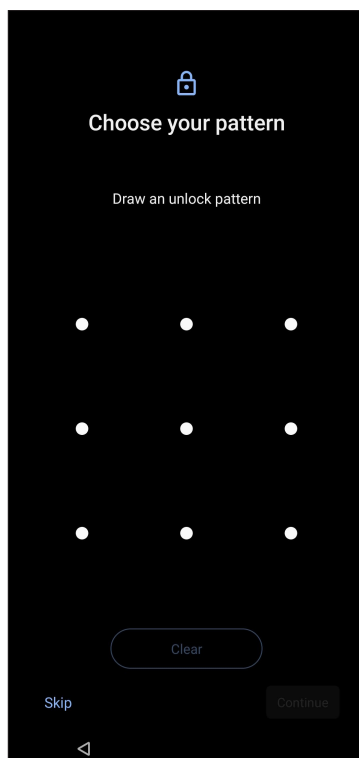 Choose your pattern
Draw an unlock pattern
Clear
Skip
Continue